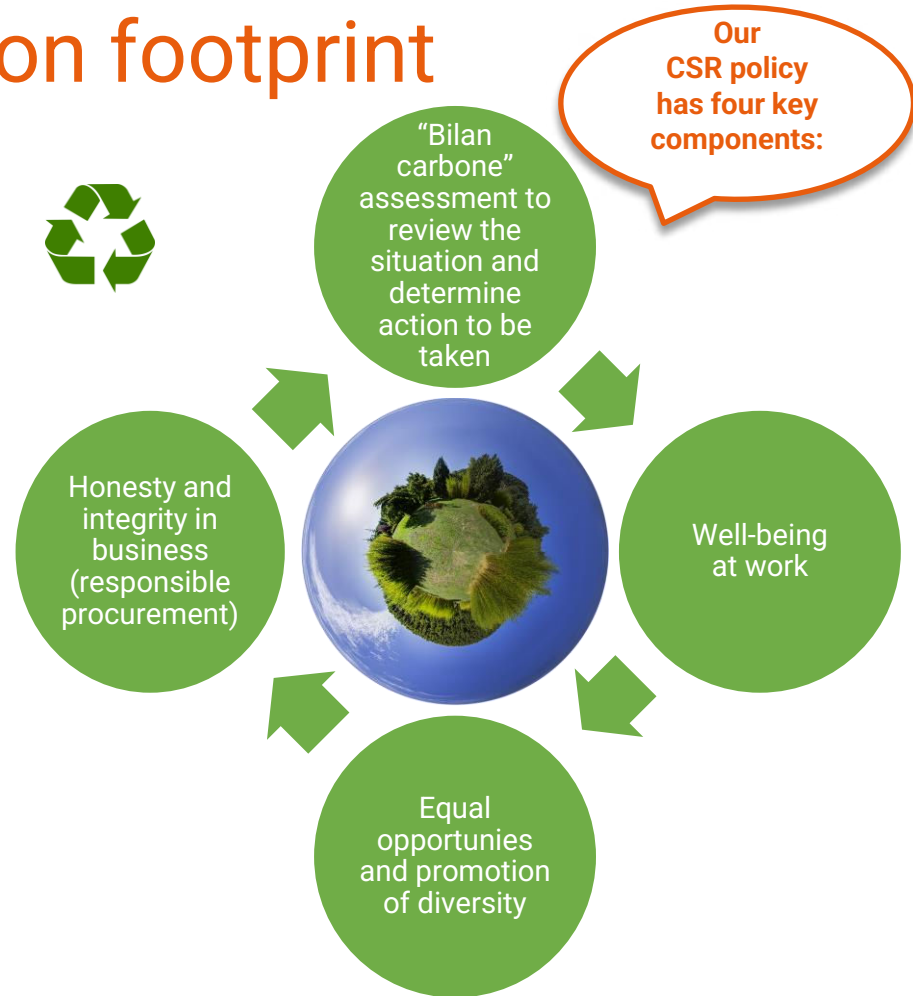 on footprint
Our
CSR policy
has four key
components:
“Bilan
carbone”
assessment to
review the
situation and
determine
action to be
taken
Well-being
at work
Equal
opportunies
and promotion
of diversity
Honesty and
integrity in
business
(responsible
procurement)